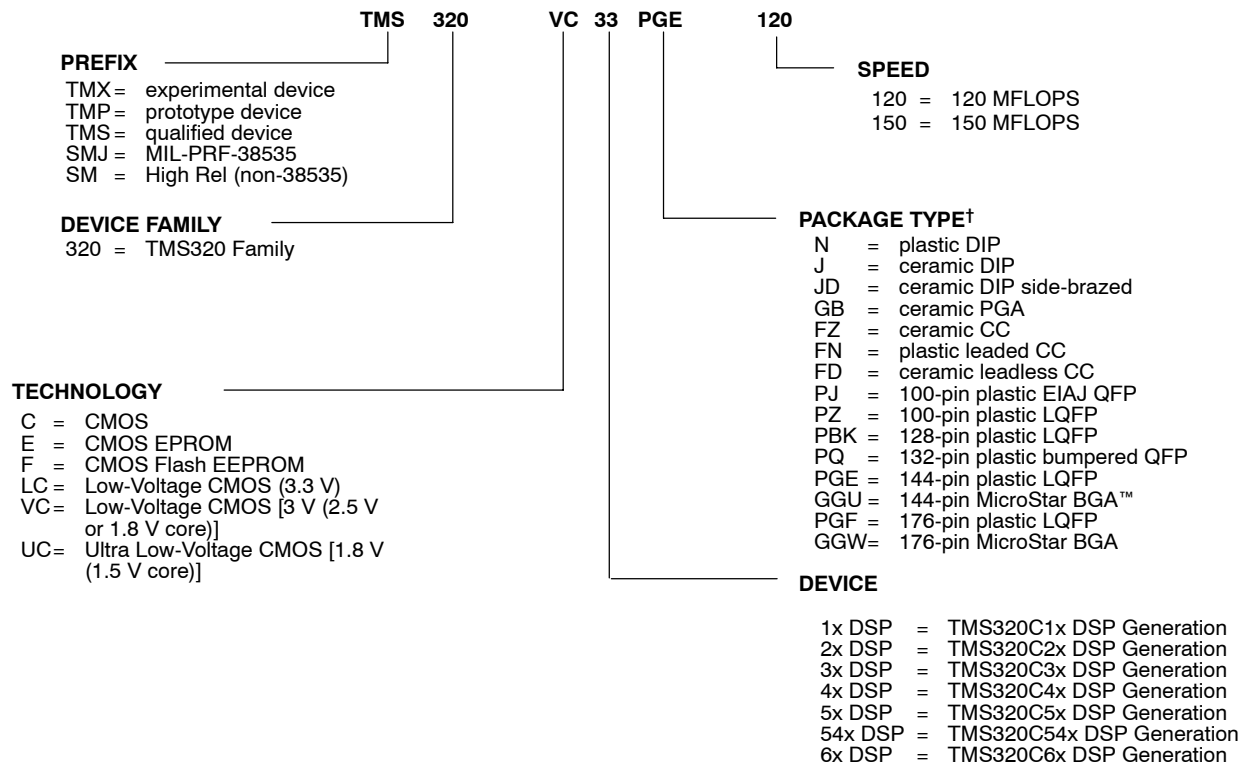 TMS 320 VC 33 PGE 120
PREFIX
TMX = experimental device
TMP = prototype device
TMS = qualified device
SMJ = MIL-PRF-38535
SM = High Rel (non-38535)
SPEED
120 = 120 MFLOPS
150 = 150 MFLOPS
DEVICE FAMILY
320 = TMS320 Family
PACKAGE TYPE†
N = plastic DIP
J = ceramic DIP
JD = ceramic DIP side-brazed
GB = ceramic PGA
FZ = ceramic CC
FN = plastic leaded CC
FD = ceramic leadless CC
PJ = 100-pin plastic EIAJ QFP
PZ = 100-pin plastic LQFP
PBK = 128-pin plastic LQFP
PQ = 132-pin plastic bumpered QFP
PGE = 144-pin plastic LQFP
GGU = 144-pin MicroStar BGA™
PGF = 176-pin plastic LQFP
GGW= 176-pin MicroStar BGA
TECHNOLOGY
C = CMOS
E = CMOS EPROM
F = CMOS Flash EEPROM
LC = Low-Voltage CMOS (3.3 V)
VC= Low-Voltage CMOS [3 V (2.5 V
or 1.8 V core)]
UC= Ultra Low-Voltage CMOS [1.8 V
(1.5 V core)]
DEVICE
1x DSP = TMS320C1x DSP Generation
2x DSP = TMS320C2x DSP Generation
3x DSP = TMS320C3x DSP Generation
4x DSP = TMS320C4x DSP Generation
5x DSP = TMS320C5x DSP Generation
54x DSP = TMS320C54x DSP Generation
6x DSP = TMS320C6x DSP Generation